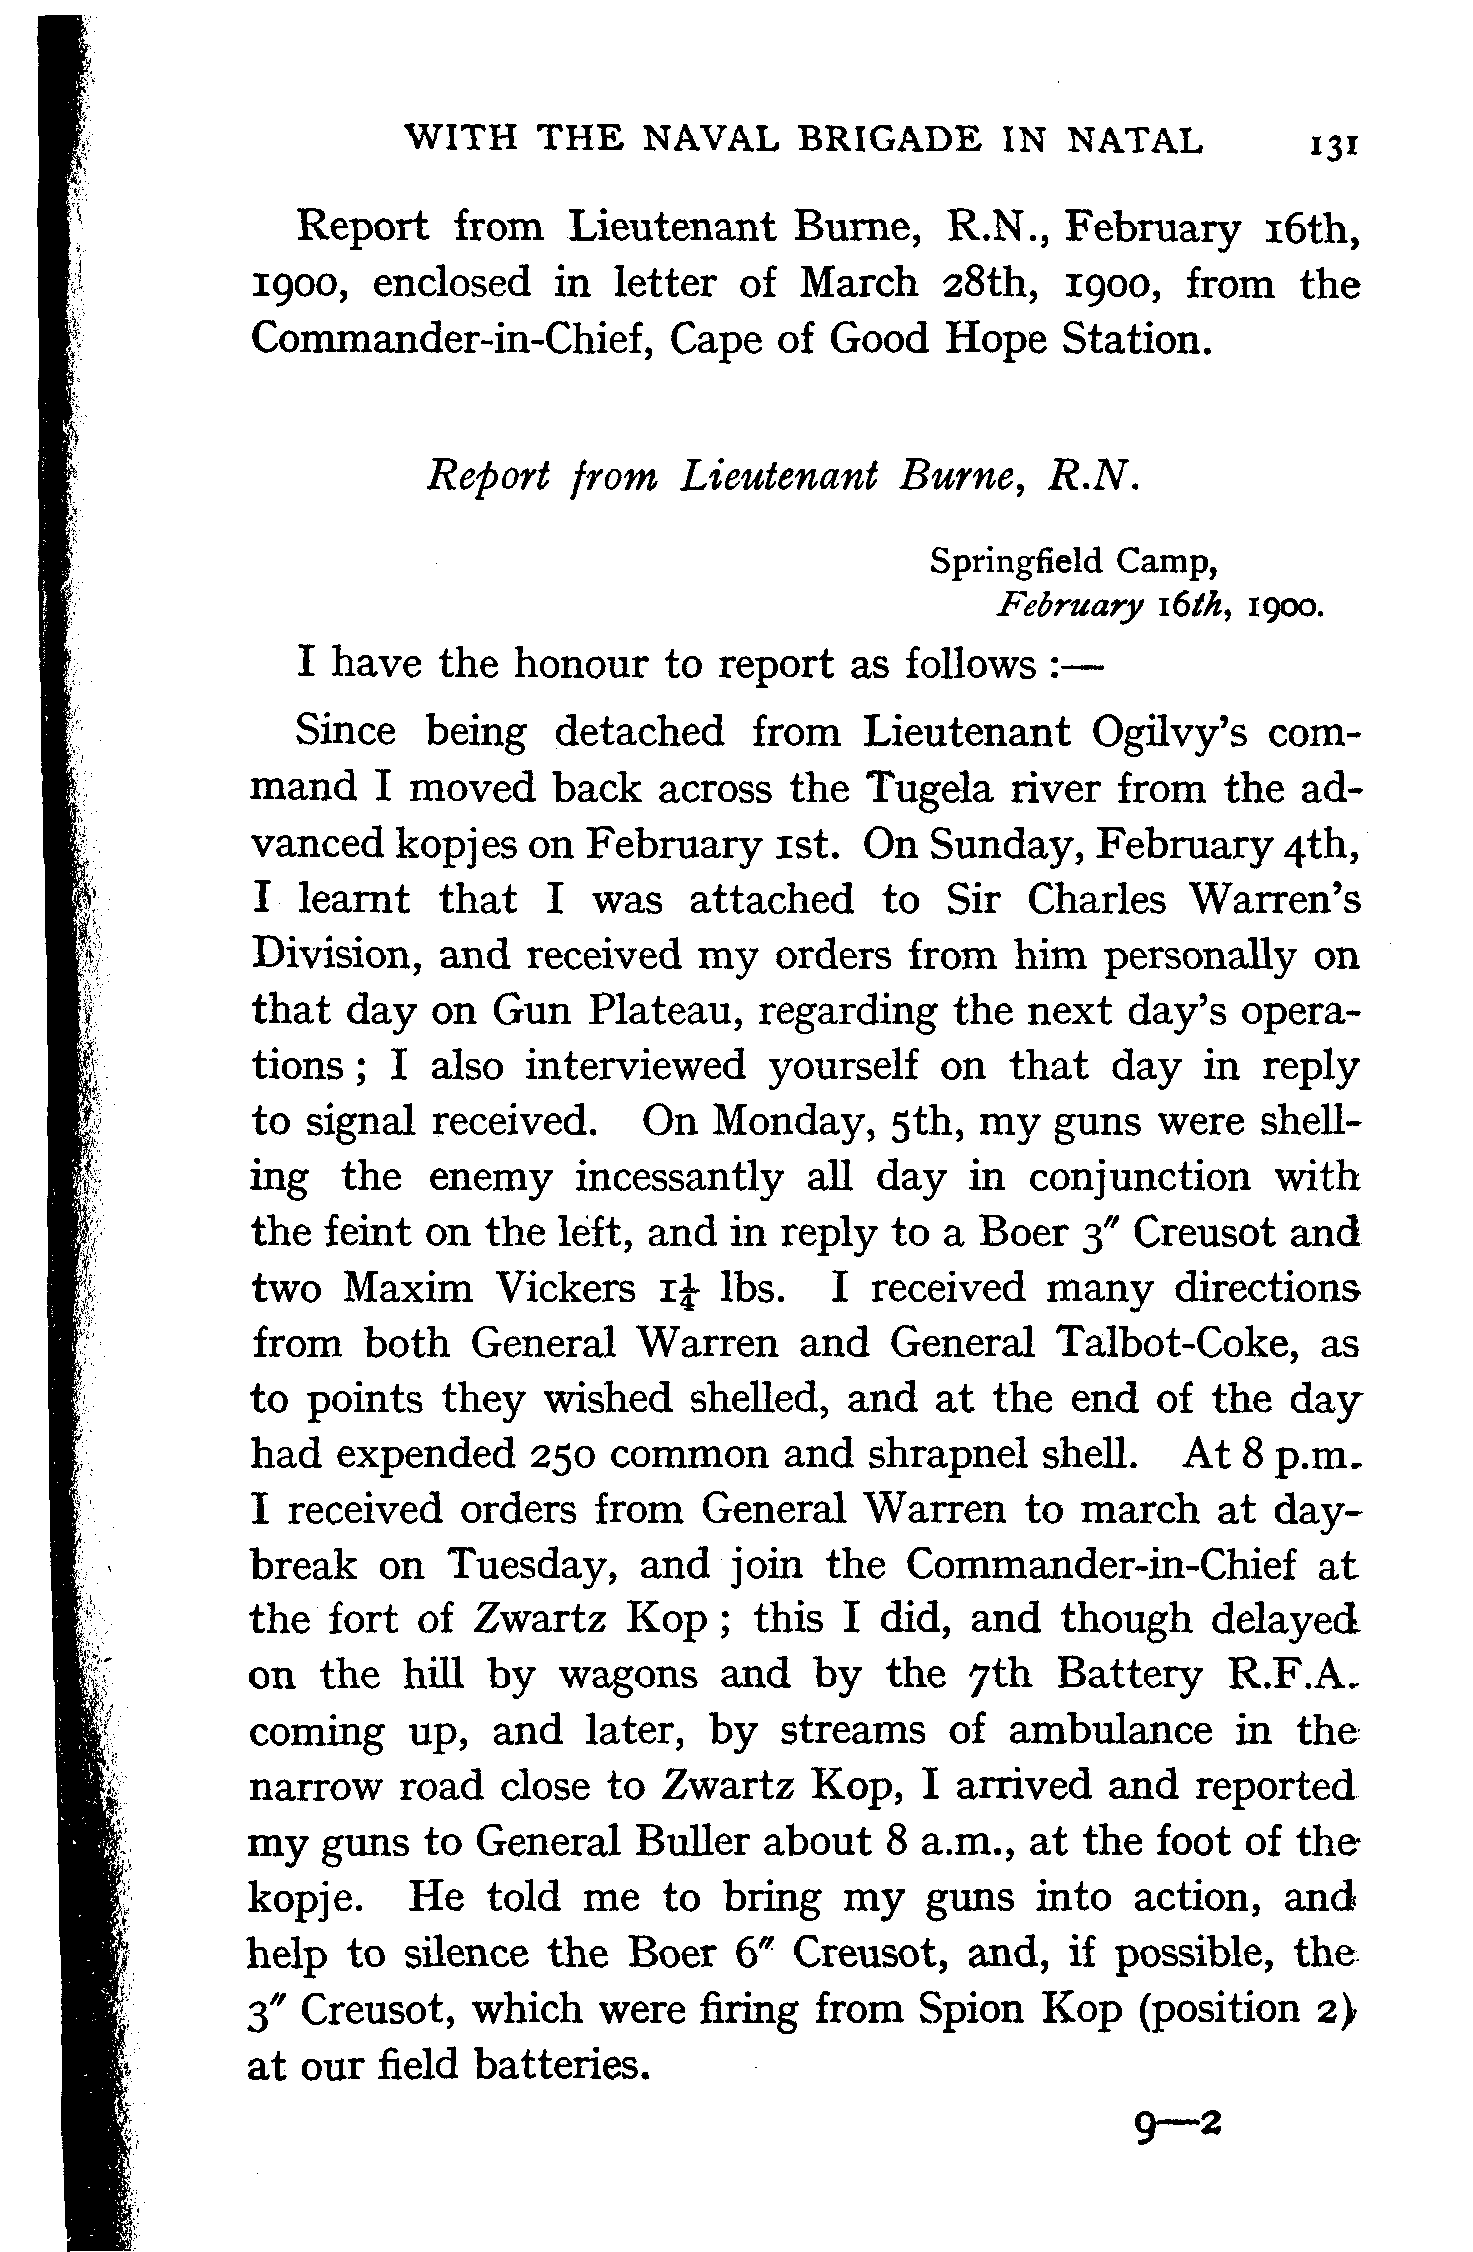 WITH THE NAVAL BRIGADE IN NATAL 131
Report from Lieutenant Burne, R.N., February 16th,
1900, enclosed in letter of March 28th, 1900, from the
Commander-in-Chief, Cape of Good Hope Station.
Report from Lieutenant Burne, R.N.
Springfield Camp,
February 16th, 1900.
I have the honour to report as follows :—
Since being detached from Lieutenant Ogilvy's com-
mand I moved back across the Tugela river from the ad-
vanced kopjes on February 1st. On Sunday, February 4th,
I learnt that I was attached to Sir Charles Warren's
Division, and received my orders from him personally on
that day on Gun Plateau, regarding the next day's opera-
tions ; I also interviewed yourself on that day in reply
to signal received. On Monday, 5th, my guns were shell-
ing the enemy incessantly all day in conjunction with
the feint on the left, and in reply to a Boer 3" Creusot and
two Maxim Vickers 1¼ lbs. I received many directions
from both General Warren and General Talbot-Coke, as
to points they wished shelled, and at the end of the day
had expended 250 common and shrapnel shell. At 8 p.m.
I received orders from General Warren to march at day-
break on Tuesday, and join the Commander-in-Chief at
the fort of Zwartz Kop ; this I did, and though delayed
on the hill by wagons and by the 7th Battery R.F.A.
coming up, and later, by streams of ambulance in the
narrow road close to Zwartz Kop, I arrived and reported
my guns to General Buller about 8 a.m., at the foot of the
kopje. He told me to bring my guns into action, and
help to silence the Boer 6" Creusot, and, if possible, the
3" Creusot, which were firing from Spion Kop (position 2)
at our field batteries.
9—2